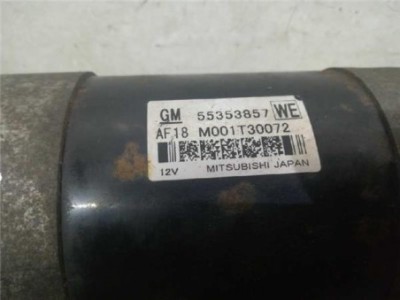 GM 55353857 WE
AF18 M001T30072
12V MITSUBISHI JAPAN